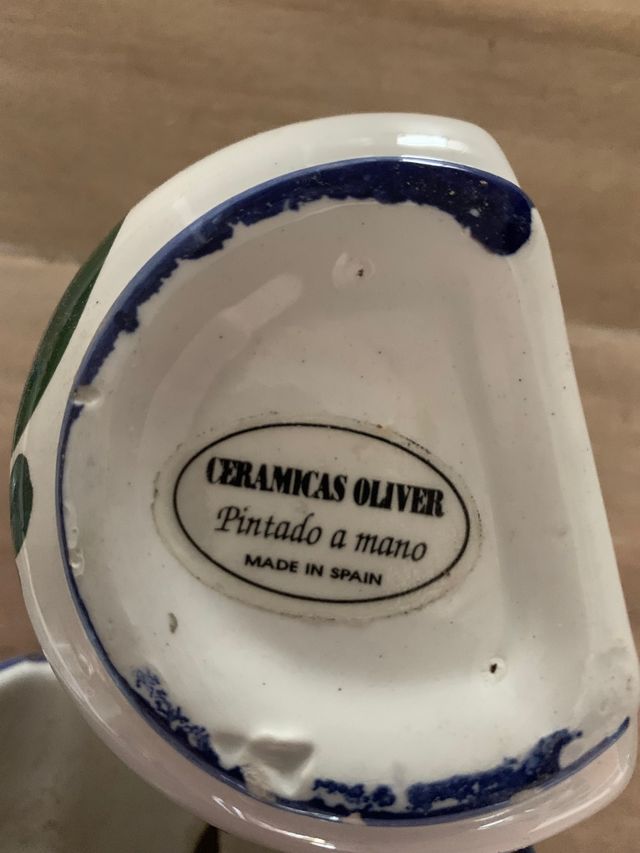 CERAMICAS OLIVER
Pintado a mano
MADE IN SPAIN